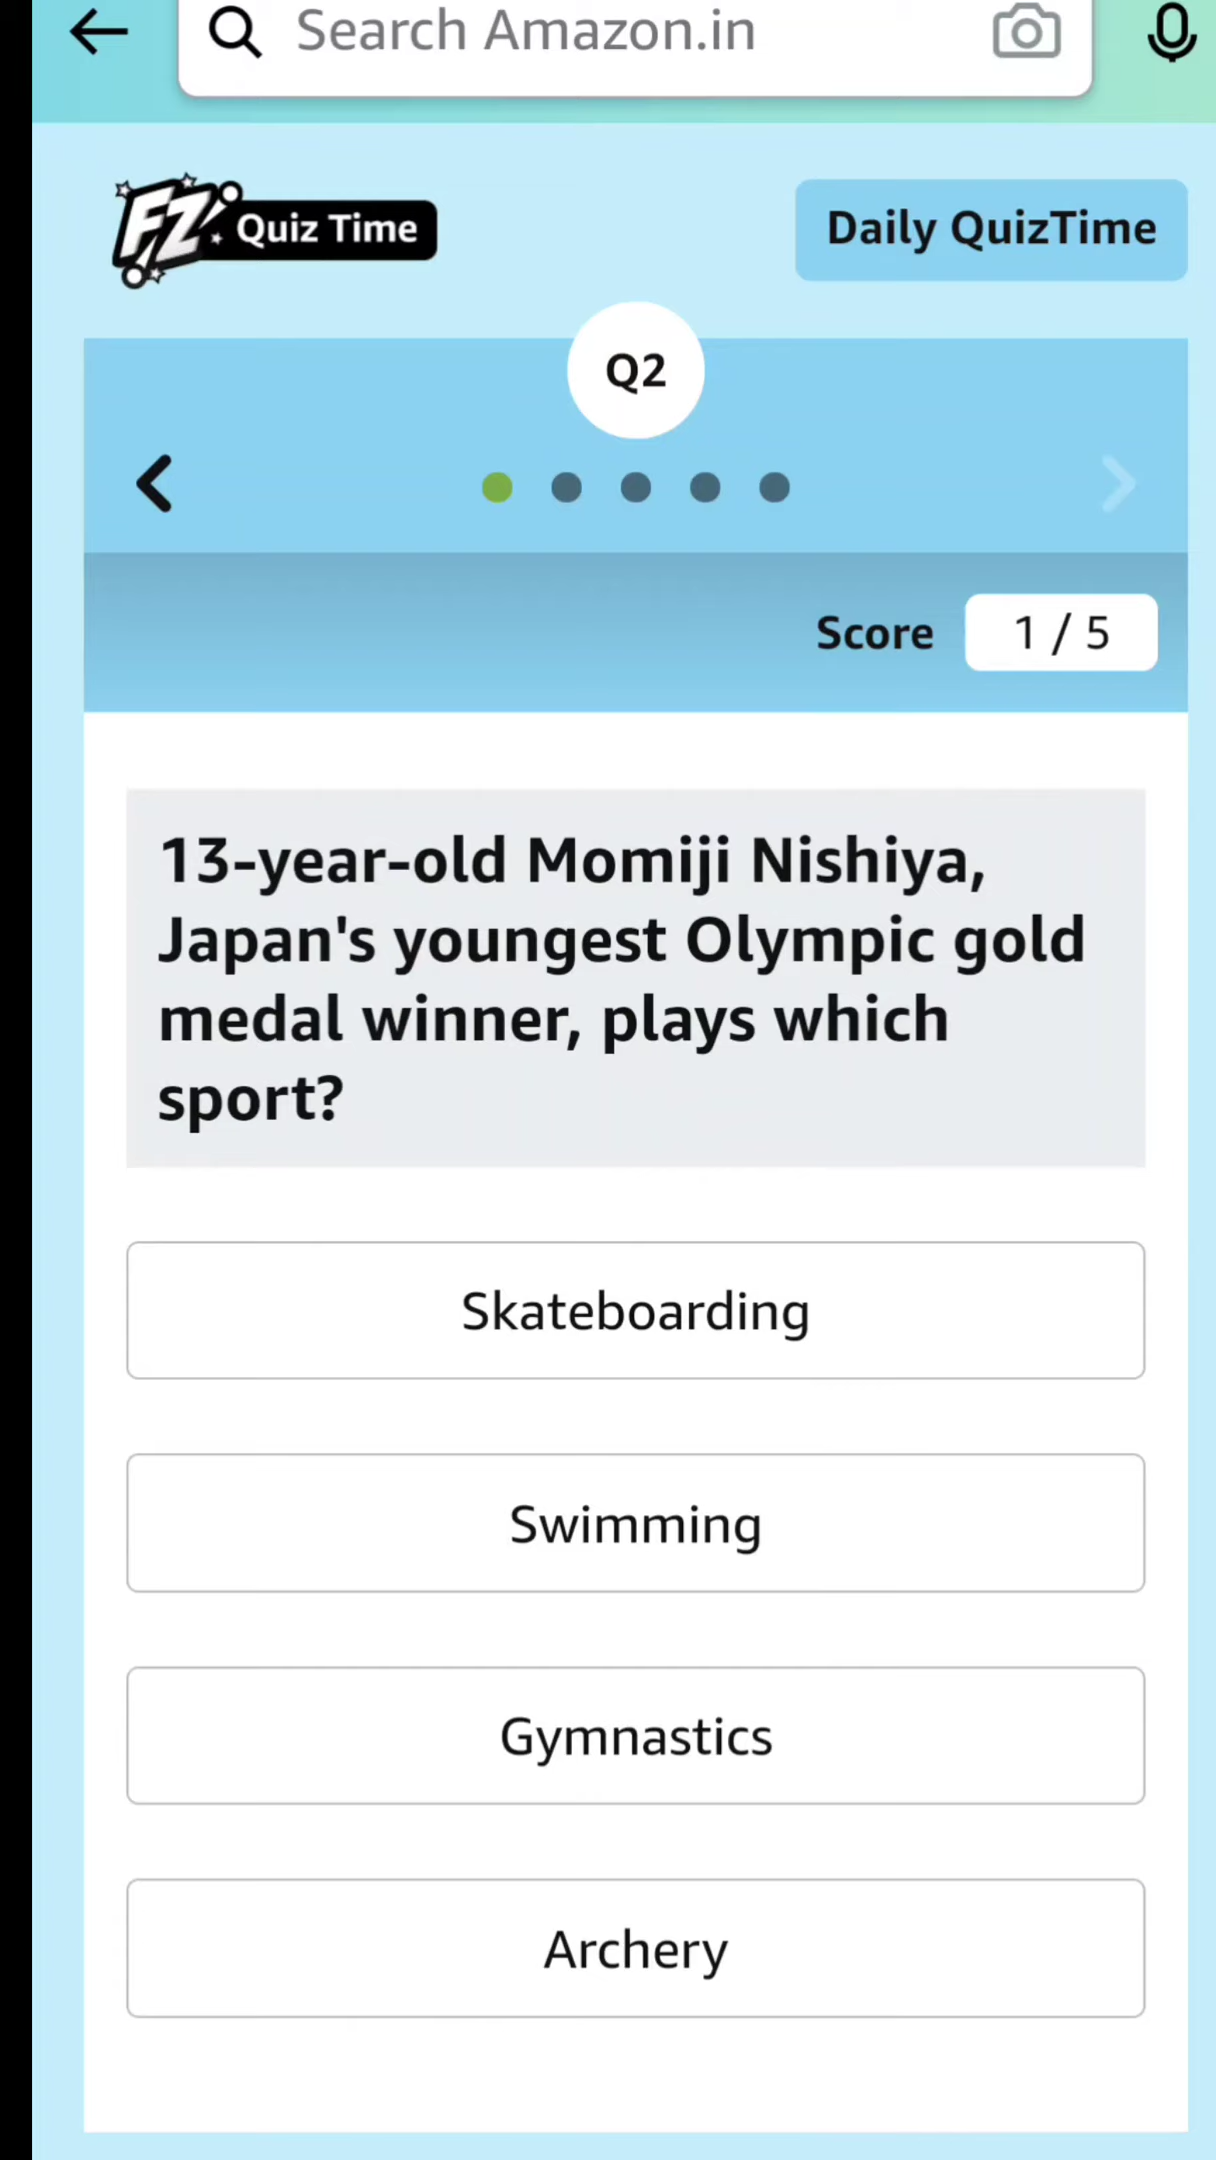 Search Amazon.in
FZ Quiz Time
Daily QuizTime
Q2
Score 1 / 5
13-year-old Momiji Nishiya,
Japan's youngest Olympic gold
medal winner, plays which
sport?
Skateboarding
Swimming
Gymnastics
Archery